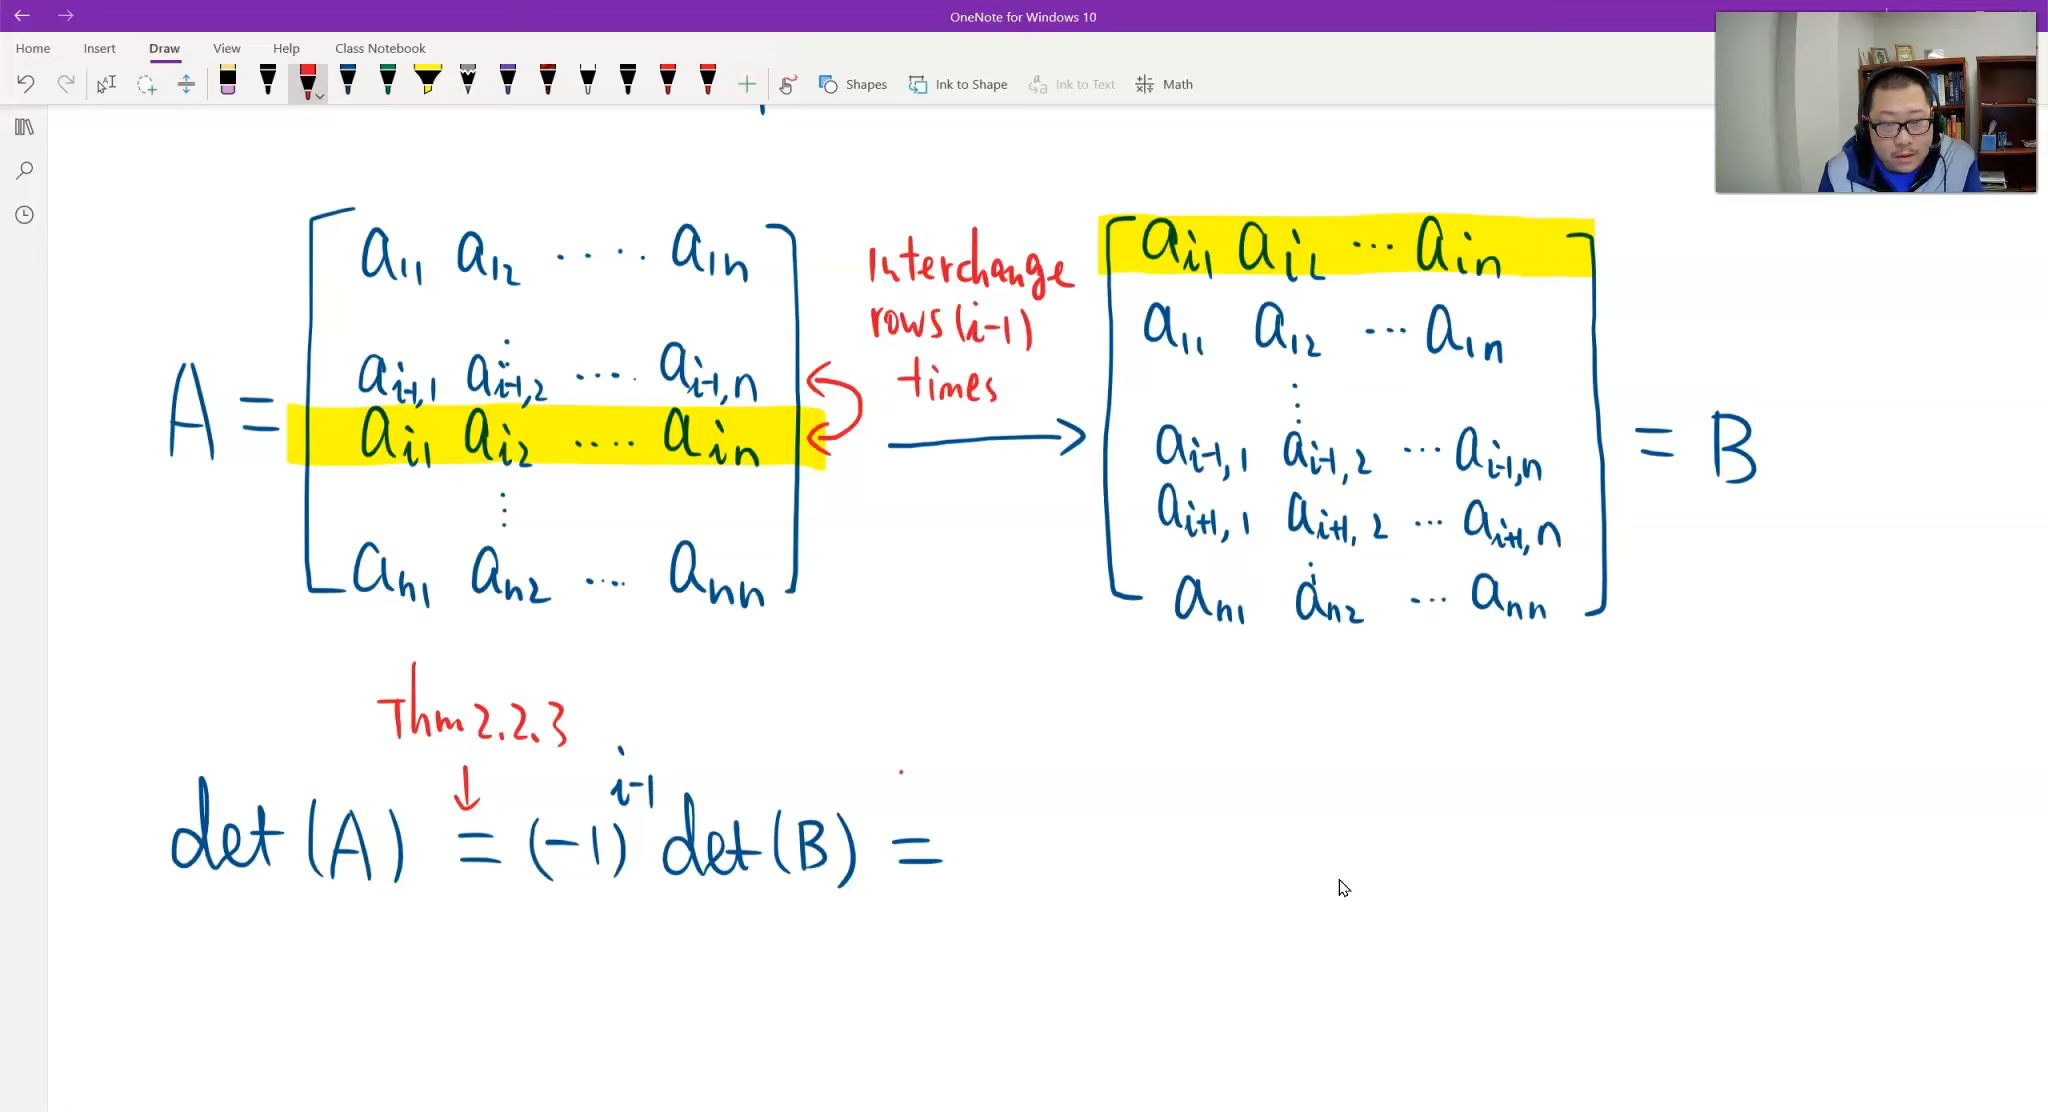 OneNote for Windows 10
Home Insert Draw View Help Class Notebook
Shapes Ink to Shape Ink to Text Math
A = [ a11 a12 ..... a1n
⋮
ai-1,1 ai-1,2 .... ai-1,n
ai1 ai2 .... ain
⋮
an1 an2 .... ann ]
Interchange
rows (i-1)
times
→
[ ai1 ai2 ... ain
a11 a12 ... a1n
⋮
ai-1,1 ai-1,2 ... ai-1,n
ai+1,1 ai+1,2 ... ai+1,n
⋮
an1 an2 ... ann ] = B
Thm 2.2.3
↓
det(A) = (-1)^i-1 det(B) =